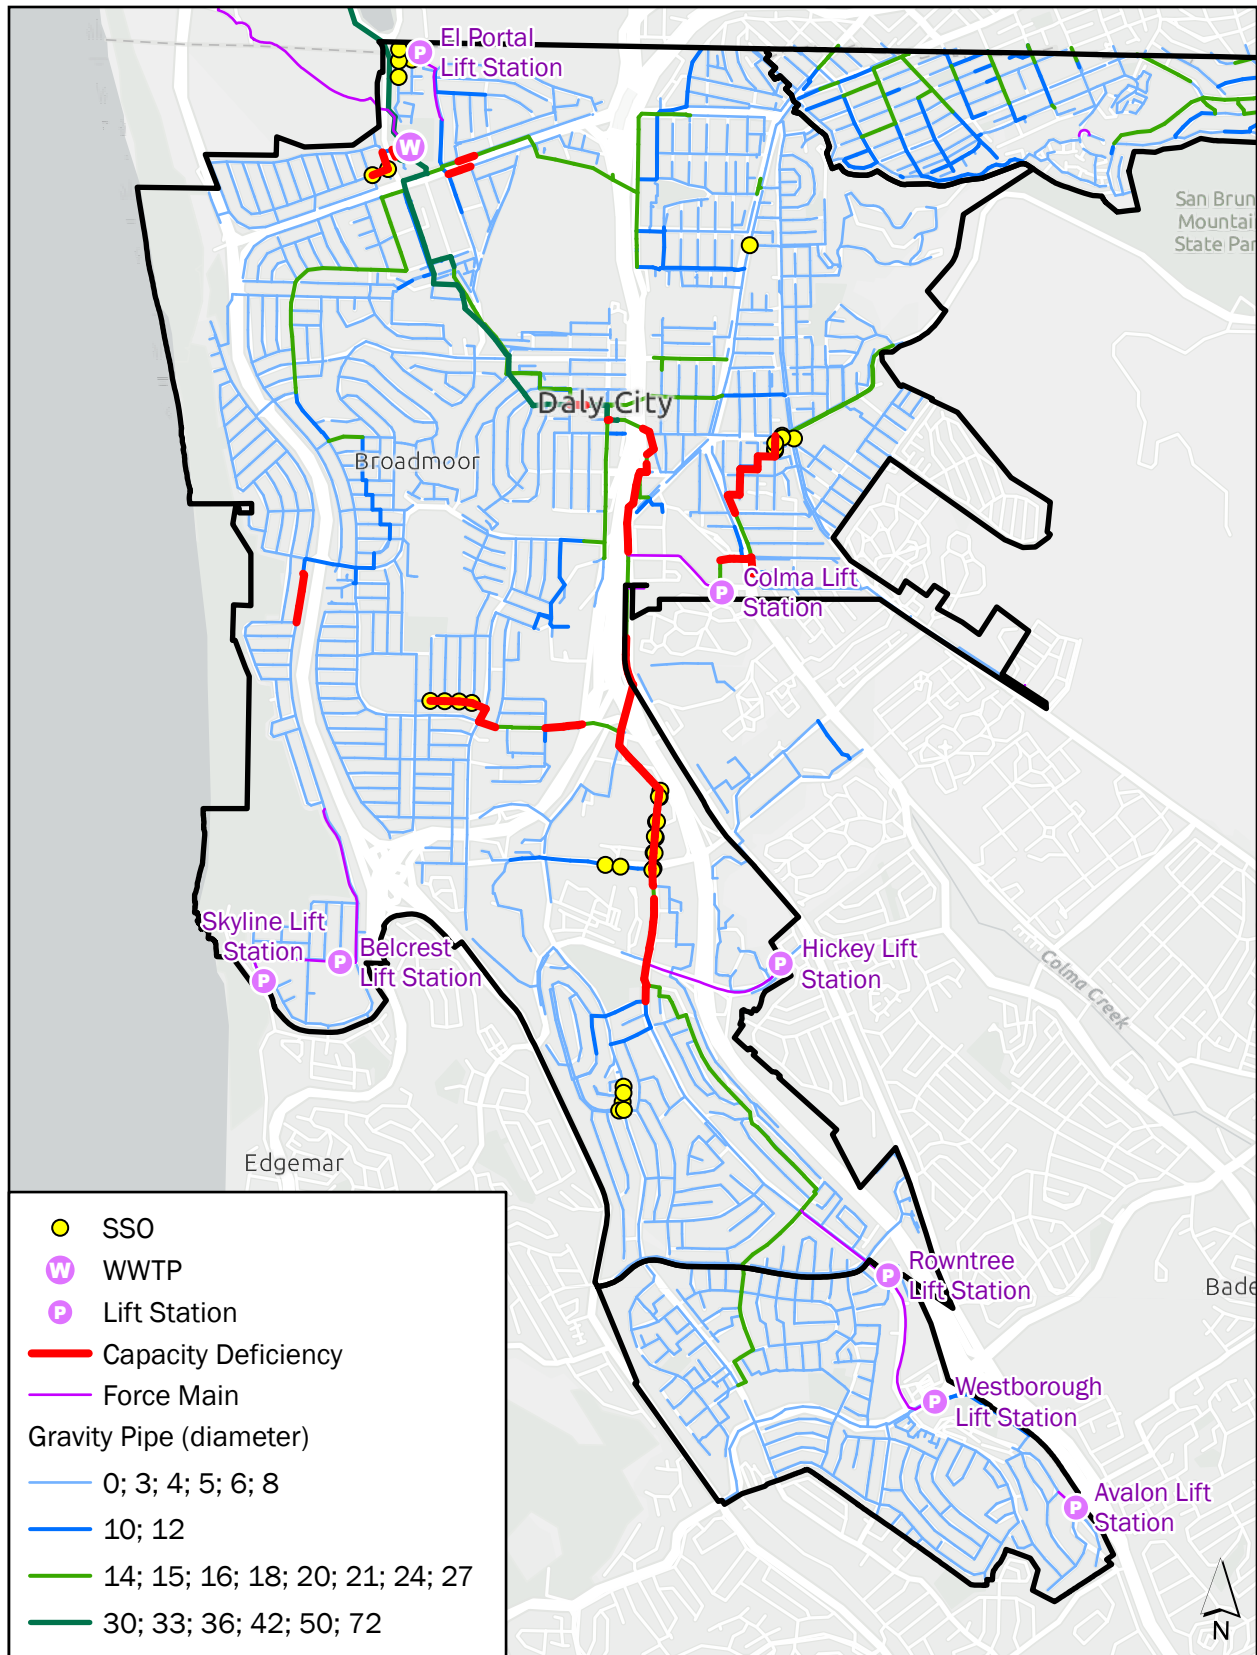 El Portal
Lift Station
W
P
San Brun
Mountai
State Par
Daly City
Broadmoor
Colma Lift
Station
P
Skyline Lift
Station
P
Belcrest
Lift Station
P
Hickey Lift
Station
P
Colma Creek
Edgemar
Rowntree
Lift Station
P
Bade
Westborough
Lift Station
P
Avalon Lift
Station
P
SSO
W WWTP
P Lift Station
Capacity Deficiency
Force Main
Gravity Pipe (diameter)
0; 3; 4; 5; 6; 8
10; 12
14; 15; 16; 18; 20; 21; 24; 27
30; 33; 36; 42; 50; 72
N